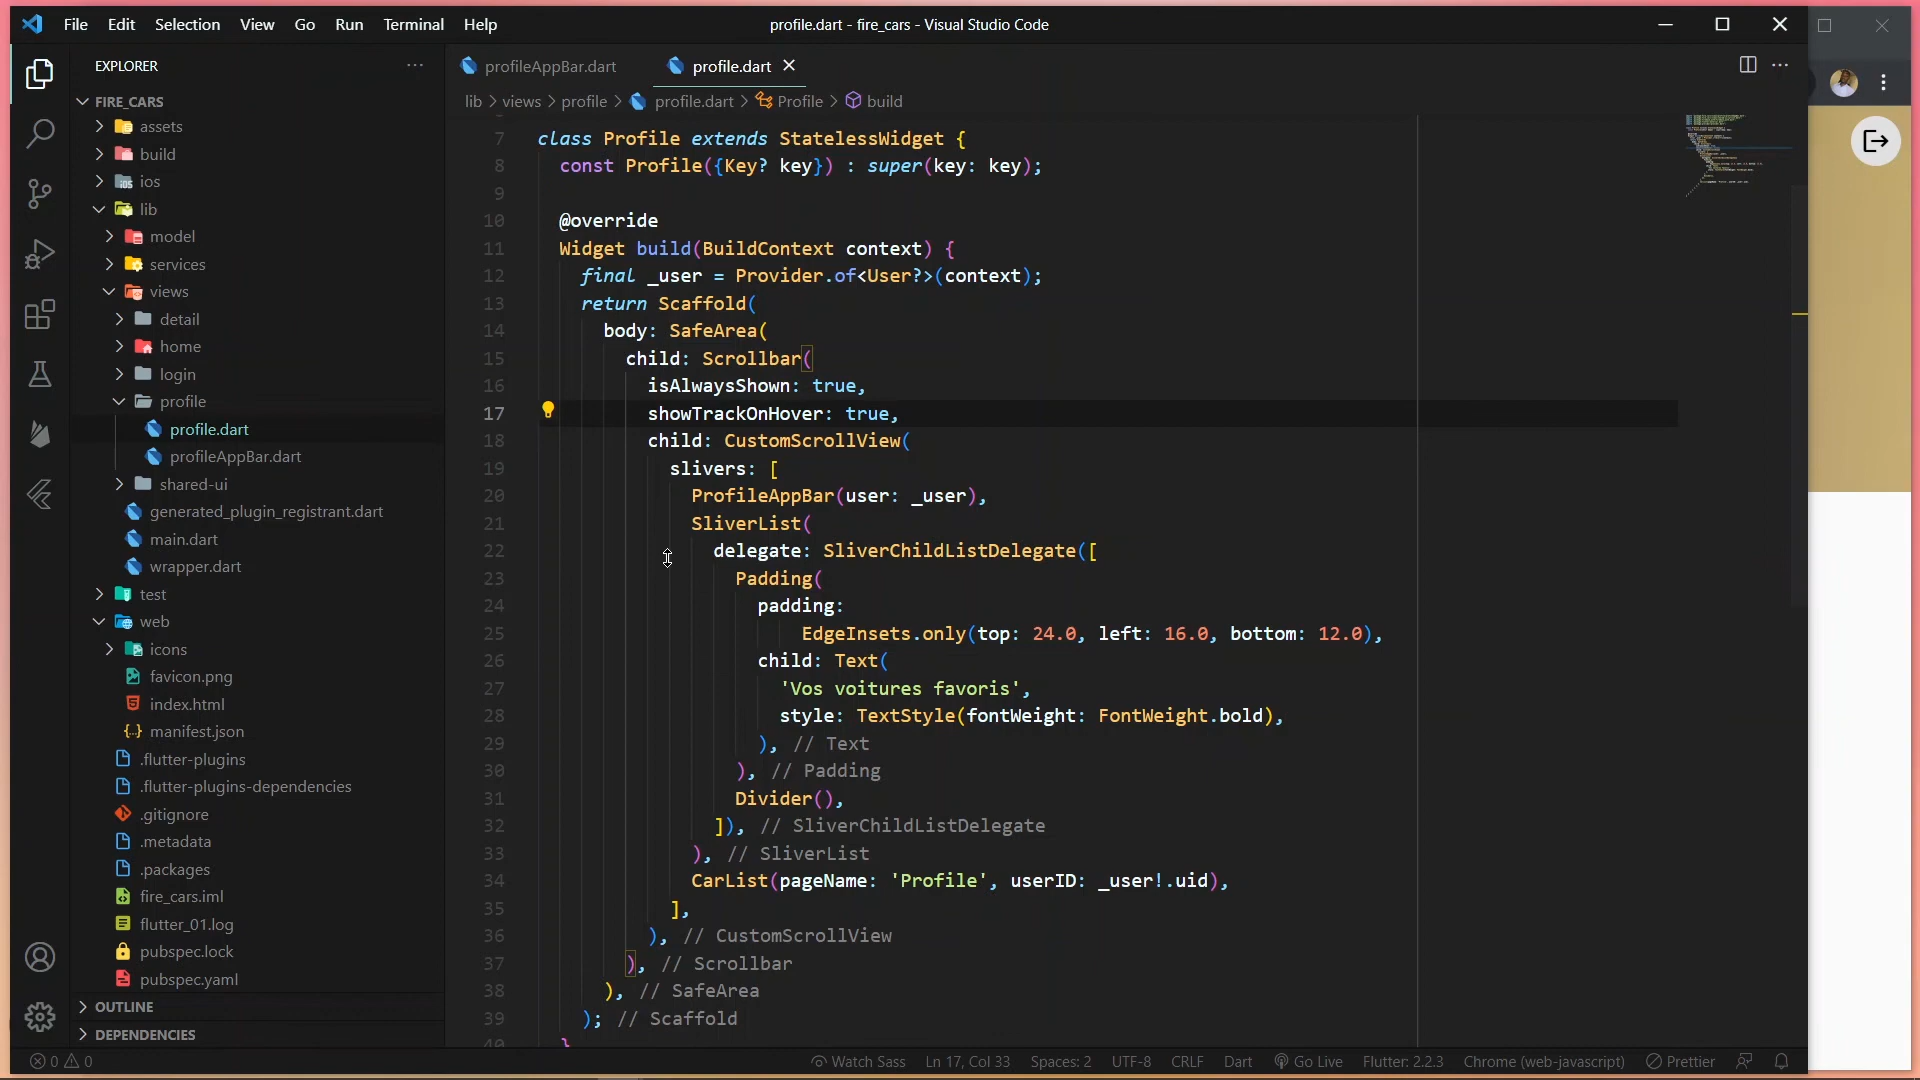 File Edit Selection View Go Run Terminal Help
profile.dart - fire_cars - Visual Studio Code
EXPLORER
FIRE_CARS
assets
build
ios
lib
model
services
views
detail
home
login
profile
profile.dart
profileAppBar.dart
shared-ui
generated_plugin_registrant.dart
main.dart
wrapper.dart
test
web
icons
favicon.png
index.html
manifest.json
.flutter-plugins
.flutter-plugins-dependencies
.gitignore
.metadata
.packages
fire_cars.iml
flutter_01.log
pubspec.lock
pubspec.yaml
OUTLINE
DEPENDENCIES
profileAppBar.dart profile.dart
lib > views > profile > profile.dart > Profile > build
7 class Profile extends StatelessWidget {
8 const Profile({Key? key}) : super(key: key);
9
10 @override
11 Widget build(BuildContext context) {
12 final _user = Provider.of<User?>(context);
13 return Scaffold(
14 body: SafeArea(
15 child: Scrollbar(
16 isAlwaysShown: true,
17 showTrackOnHover: true,
18 child: CustomScrollView(
19 slivers: [
20 ProfileAppBar(user: _user),
21 SliverList(
22 delegate: SliverChildListDelegate([
23 Padding(
24 padding:
25 EdgeInsets.only(top: 24.0, left: 16.0, bottom: 12.0),
26 child: Text(
27 'Vos voitures favoris',
28 style: TextStyle(fontWeight: FontWeight.bold),
29 ), // Text
30 ), // Padding
31 Divider(),
32 ]), // SliverChildListDelegate
33 ), // SliverList
34 CarList(pageName: 'Profile', userID: _user!.uid),
35 ],
36 ), // CustomScrollView
37 ), // Scrollbar
38 ), // SafeArea
39 ); // Scaffold
40 }
0 0 Watch Sass Ln 17, Col 33 Spaces: 2 UTF-8 CRLF Dart Go Live Flutter: 2.2.3 Chrome (web-javascript) Prettier